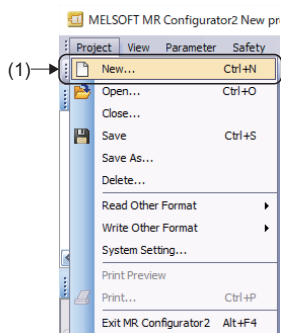 MELSOFT MR Configurator2 New pr
Project View Parameter Safety
(1)
New... Ctrl+N
Open... Ctrl+O
Close...
Save Ctrl+S
Save As...
Delete...
Read Other Format
Write Other Format
System Setting...
Print Preview
Print... Ctrl+P
Exit MR Configurator2 Alt+F4